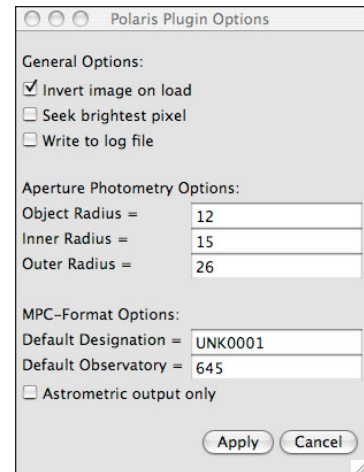 Polaris Plugin Options
General Options:
Invert image on load
Seek brightest pixel
Write to log file
Aperture Photometry Options:
Object Radius = 12
Inner Radius = 15
Outer Radius = 26
MPC-Format Options:
Default Designation = UNK0001
Default Observatory = 645
Astrometric output only
Apply Cancel